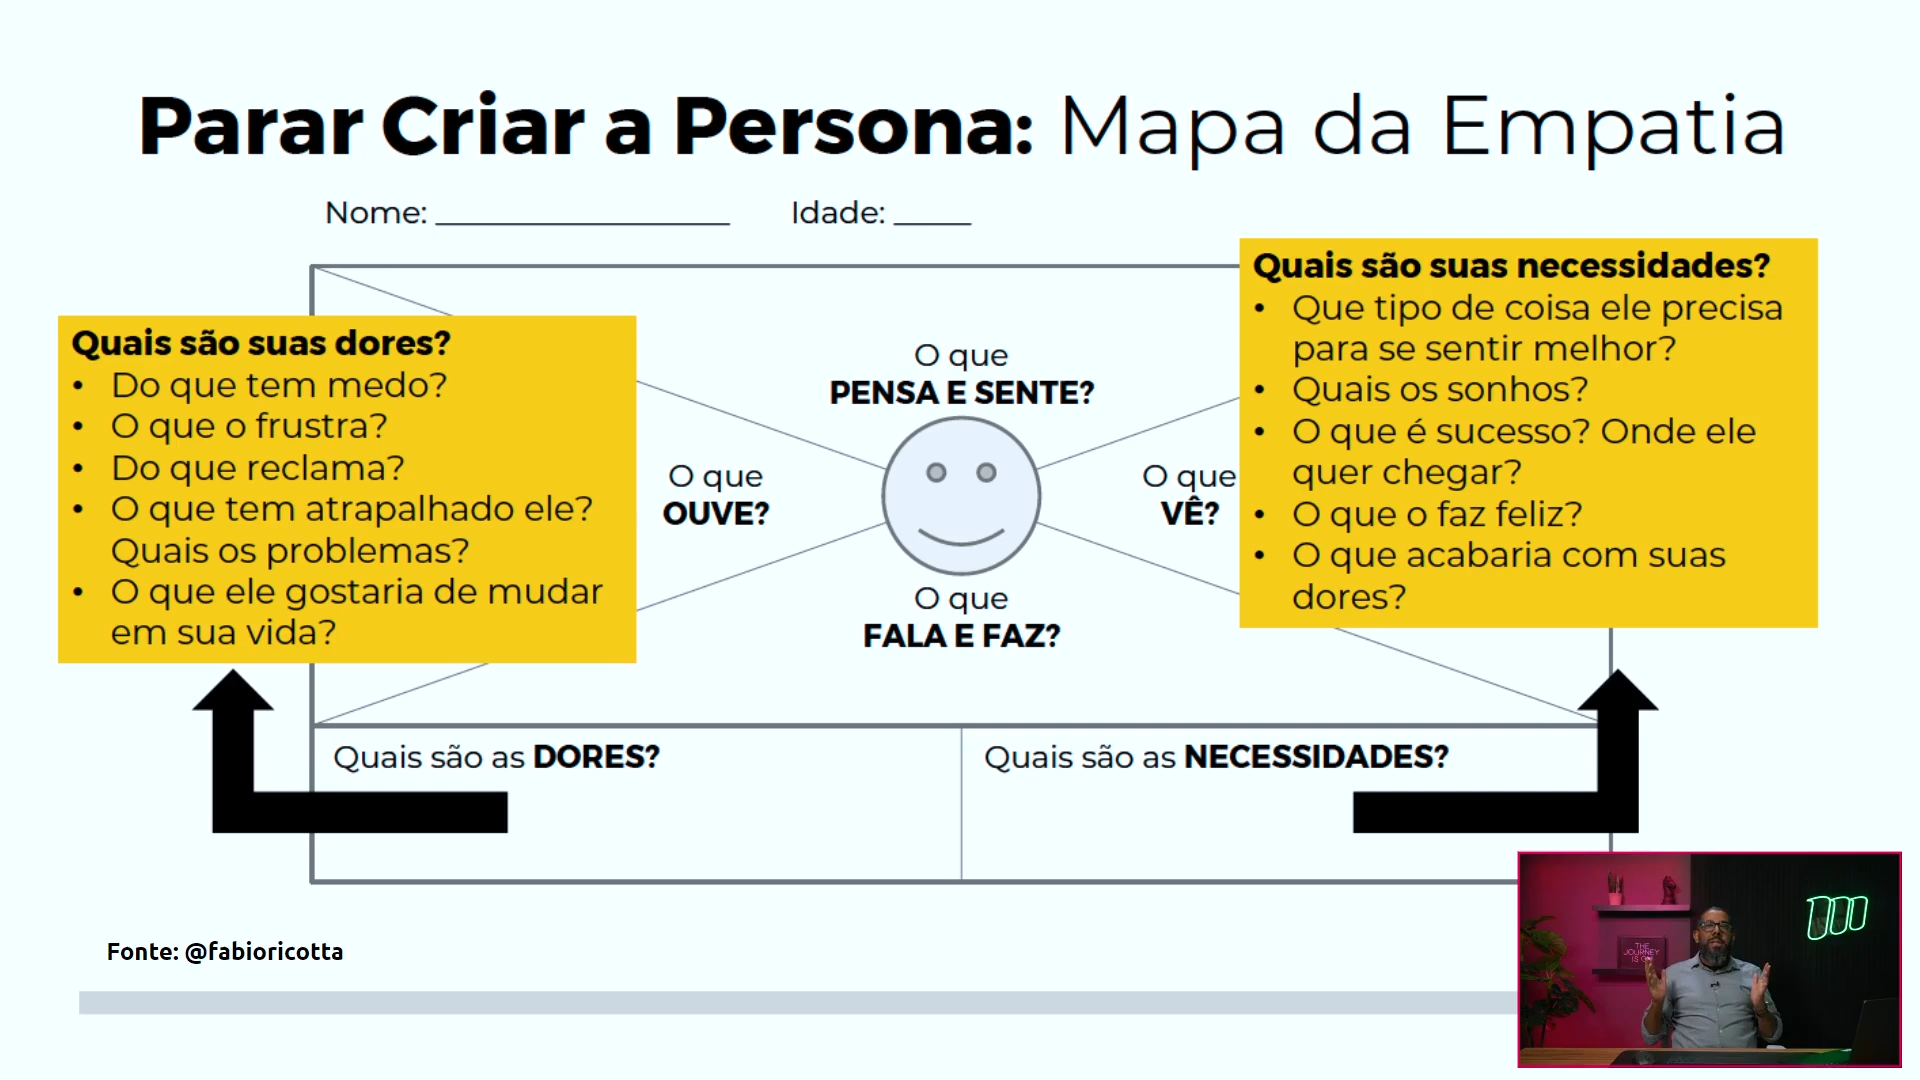 Parar Criar a Persona: Mapa da Empatia
Nome: ___________________ Idade: _____
Quais são suas dores?
• Do que tem medo?
• O que o frustra?
• Do que reclama?
• O que tem atrapalhado ele?
Quais os problemas?
• O que ele gostaria de mudar
em sua vida?
O que
PENSA E SENTE?
O que
OUVE?
O que
VÊ?
O que
FALA E FAZ?
Quais são suas necessidades?
• Que tipo de coisa ele precisa
para se sentir melhor?
• Quais os sonhos?
• O que é sucesso? Onde ele
quer chegar?
• O que o faz feliz?
• O que acabaria com suas
dores?
Quais são as DORES?
Quais são as NECESSIDADES?
Fonte: @fabioricotta
THE
JOURNEY